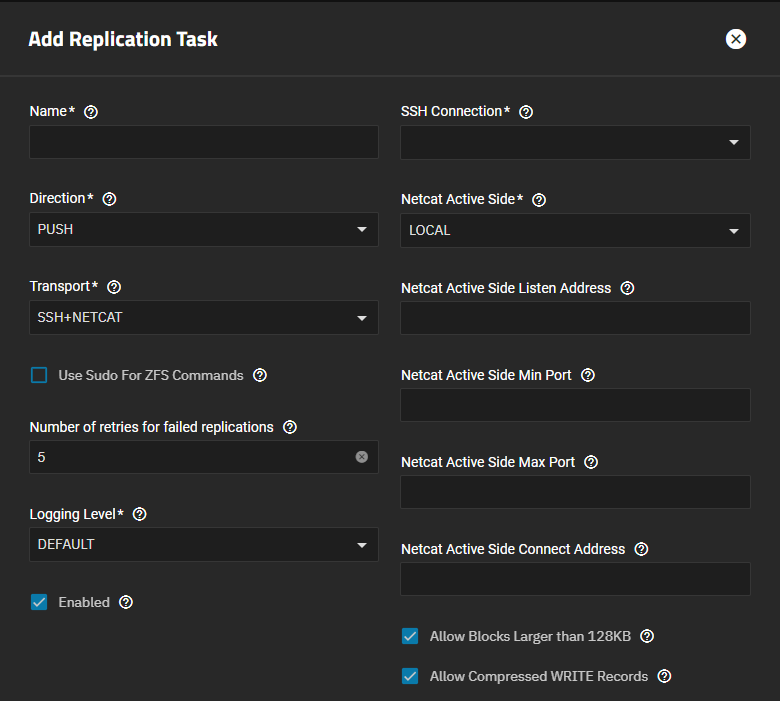 Add Replication Task
Name*
SSH Connection*
Direction*
PUSH
Netcat Active Side*
LOCAL
Transport*
SSH+NETCAT
Netcat Active Side Listen Address
Use Sudo For ZFS Commands
Netcat Active Side Min Port
Number of retries for failed replications
5
Netcat Active Side Max Port
Logging Level*
DEFAULT
Netcat Active Side Connect Address
Enabled
Allow Blocks Larger than 128KB
Allow Compressed WRITE Records